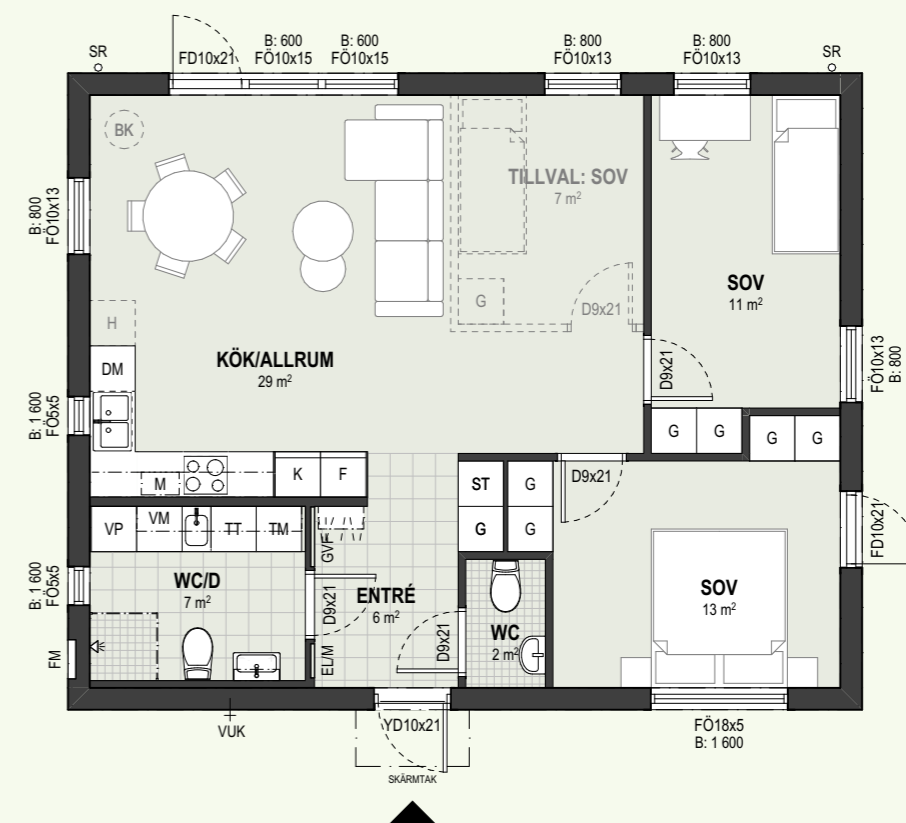 SR
FD10x21
B: 600
FÖ10x15
B: 600
FÖ10x15
B: 800
FÖ10x13
B: 800
FÖ10x13
SR
BK
TILLVAL: SOV
7 m²
B: 800
FÖ10x13
SOV
11 m²
G
D9x21
H
KÖK/ALLRUM
29 m²
DM
D9x21
FÖ10x13
B: 800
B: 1 600
FÖ5x5
G
G
G
G
M
K
F
ST
G
D9x21
G
G
VP
VM
TT
TM
GVF
FD10x21
WC/D
7 m²
B: 1 600
FÖ5x5
D9x21
ENTRÉ
6 m²
SOV
13 m²
WC
2 m²
D9x21
FM
EL/M
VUK
YD10x21
FÖ18x5
B: 1 600
SKÄRMTAK